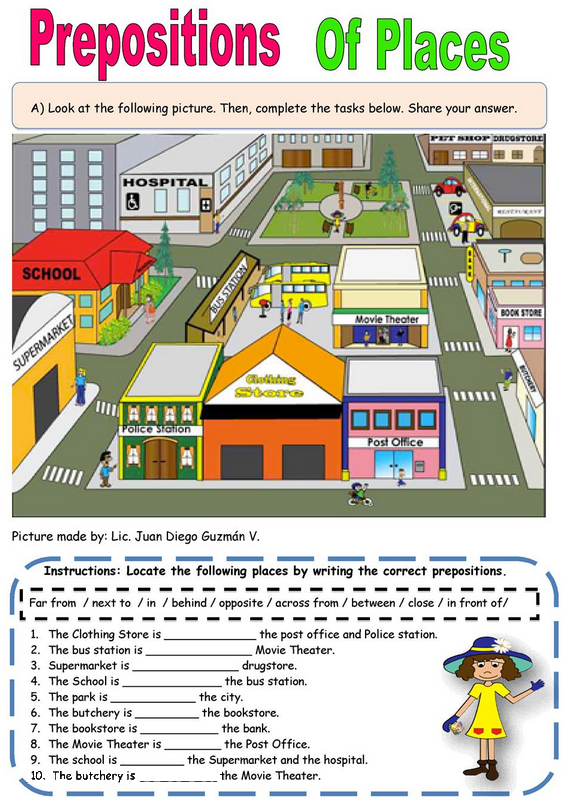 Prepositions Of Places
A) Look at the following picture. Then, complete the tasks below. Share your answer.
PET SHOP DRUGSTORE
HOSPITAL
RESTAURANT
SCHOOL
BUS STATION
BANK
BOOK STORE
Movie Theater
SUPERMARKET
BUTCHERY
Clothing
Store
Police Station
Post Office
Picture made by: Lic. Juan Diego Guzmán V.
Instructions: Locate the following places by writing the correct prepositions.
Far from / next to / in / behind / opposite / across from / between / close / in front of/
1. The Clothing Store is _______________ the post office and Police station.
2. The bus station is _________________ Movie Theater.
3. Supermarket is _________________ drugstore.
4. The School is ________________ the bus station.
5. The park is ______________ the city.
6. The butchery is ___________ the bookstore.
7. The bookstore is _____________ the bank.
8. The Movie Theater is _________ the Post Office.
9. The school is __________ the Supermarket and the hospital.
10. The butchery is ____________ the Movie Theater.